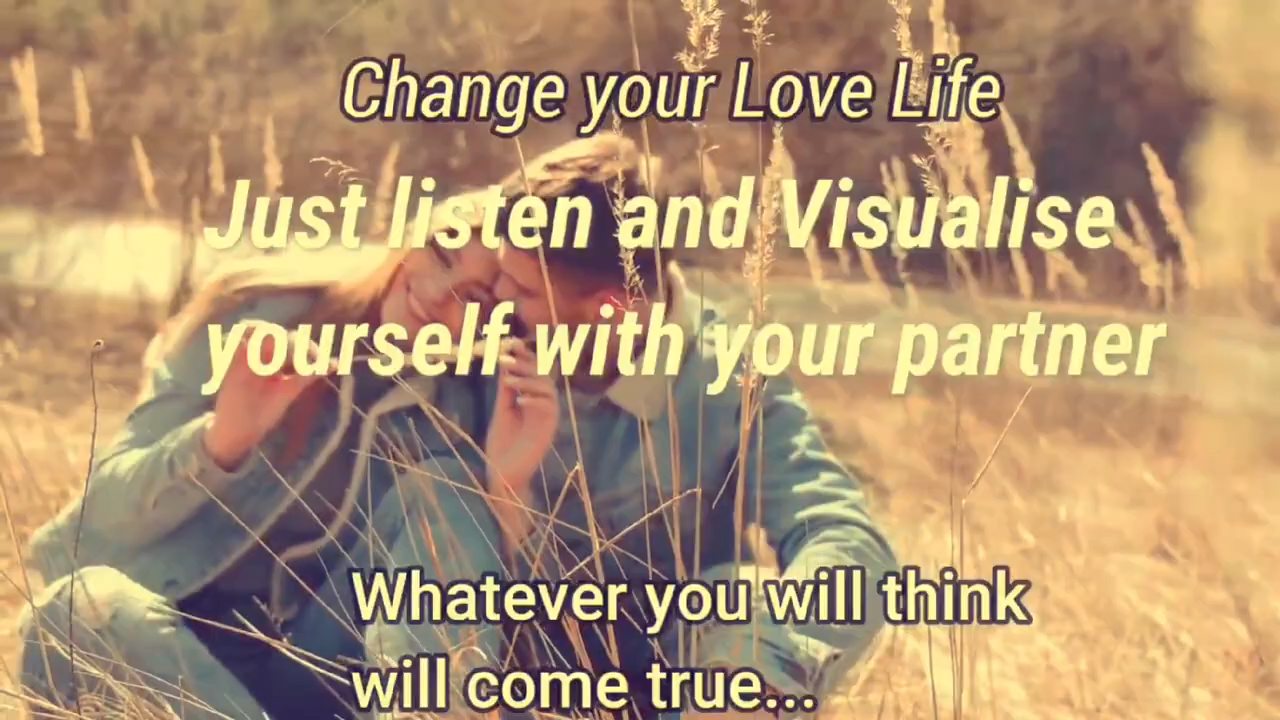 Change your Love Life
Just listen and Visualise
yourself with your partner
Whatever you will think
will come true...